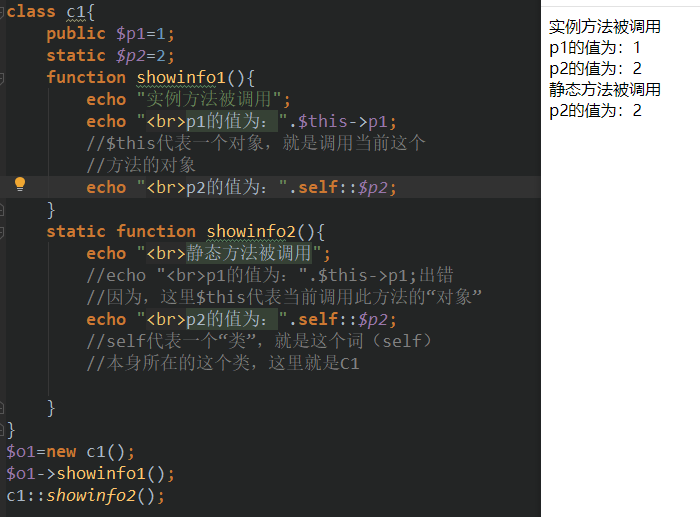 class c1{
public $p1=1;
static $p2=2;
function showinfo1(){
echo "实例方法被调用";
echo "<br>p1的值为：".$this->p1;
//$this代表一个对象，就是调用当前这个
//方法的对象
echo "<br>p2的值为：".self::$p2;
}
static function showinfo2(){
echo "<br>静态方法被调用";
//echo "<br>p1的值为：".$this->p1;出错
//因为，这里$this代表当前调用此方法的“对象”
echo "<br>p2的值为：".self::$p2;
//self代表一个“类”，就是这个词（self）
//本身所在的这个类，这里就是C1
}
}
$o1=new c1();
$o1->showinfo1();
c1::showinfo2();
实例方法被调用
p1的值为：1
p2的值为：2
静态方法被调用
p2的值为：2